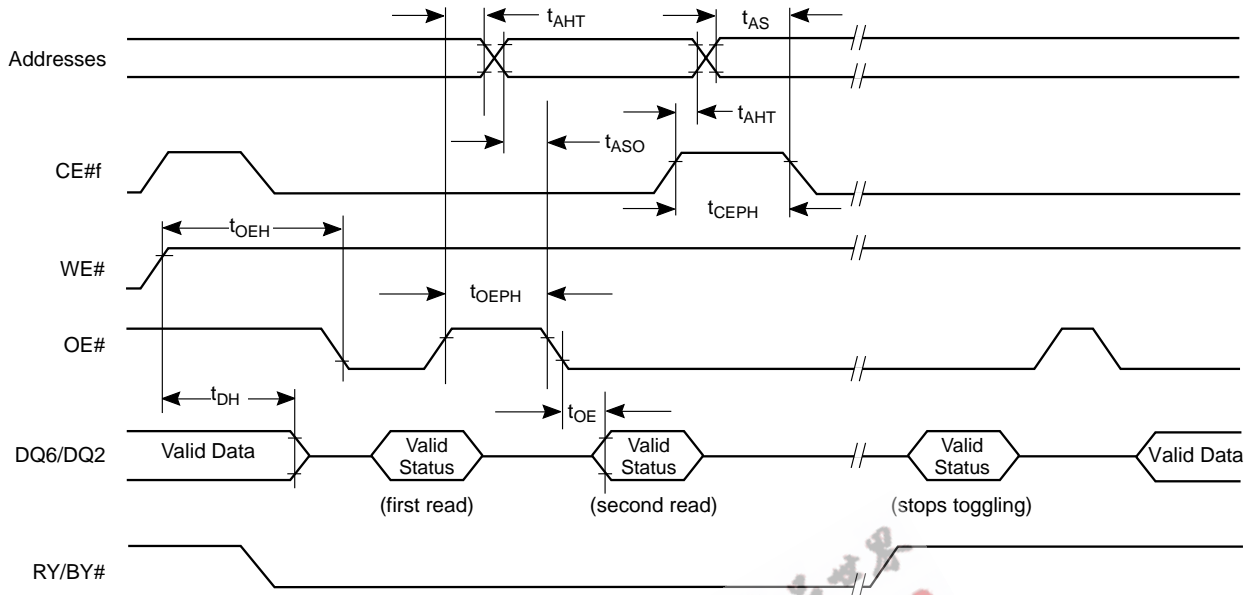 tAHT
tAS
Addresses
tAHT
tASO
CE#f
tCEPH
tOEH
WE#
tOEPH
OE#
tDH
tOE
DQ6/DQ2
Valid Data
Valid
Status
Valid
Status
Valid
Status
Valid Data
(first read)
(second read)
(stops toggling)
RY/BY#